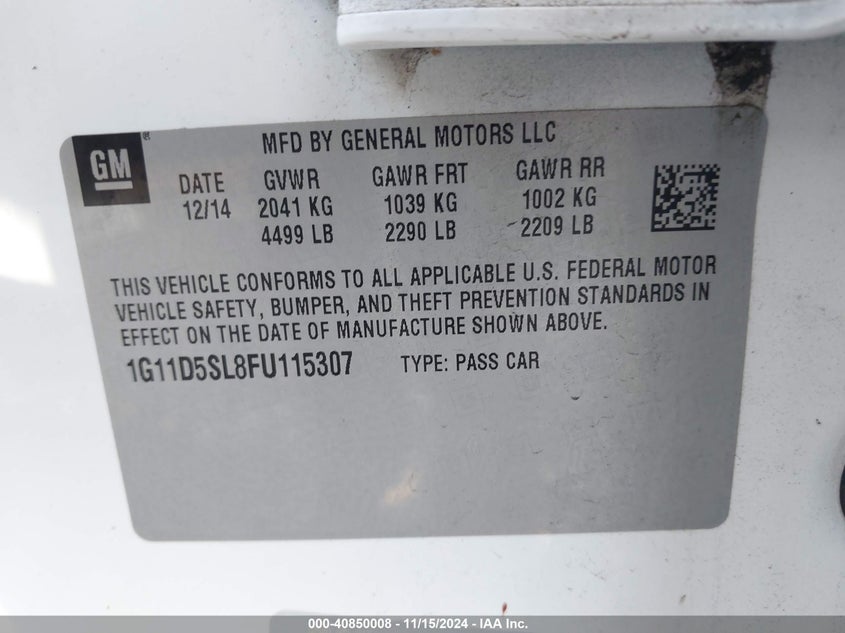 GM ®
MFD BY GENERAL MOTORS LLC
DATE GVWR GAWR FRT GAWR RR
12/14 2041 KG 1039 KG 1002 KG
4499 LB 2290 LB 2209 LB
THIS VEHICLE CONFORMS TO ALL APPLICABLE U.S. FEDERAL MOTOR
VEHICLE SAFETY, BUMPER, AND THEFT PREVENTION STANDARDS IN
EFFECT ON THE DATE OF MANUFACTURE SHOWN ABOVE.
1G11D5SL8FU115307 TYPE: PASS CAR
000-40850008 - 11/15/2024 - IAA Inc.